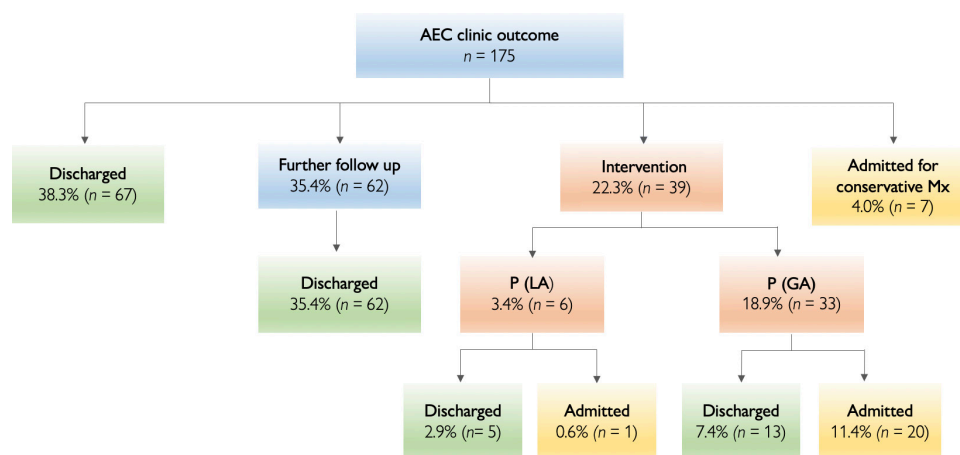 AEC clinic outcome
n = 175
Discharged
38.3% (n = 67)
Further follow up
35.4% (n = 62)
Intervention
22.3% (n = 39)
Admitted for
conservative Mx
4.0% (n = 7)
Discharged
35.4% (n = 62)
P (LA)
3.4% (n = 6)
P (GA)
18.9% (n = 33)
Discharged
2.9% (n= 5)
Admitted
0.6% (n = 1)
Discharged
7.4% (n = 13)
Admitted
11.4% (n = 20)